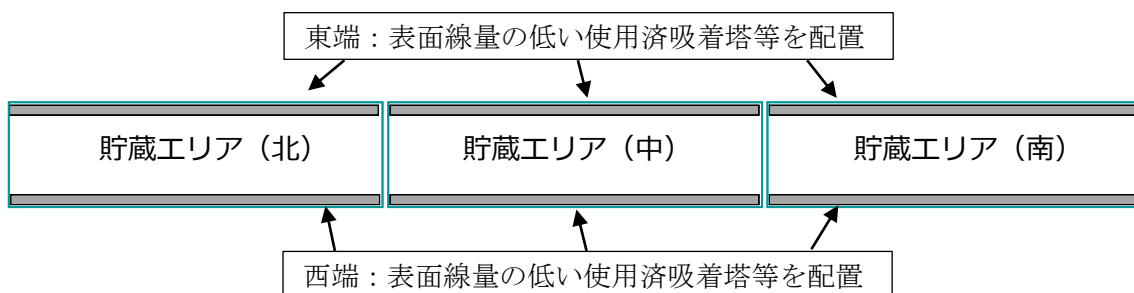 東端：表面線量の低い使用済吸着塔等を配置
貯蔵エリア（北）
貯蔵エリア（中）
貯蔵エリア（南）
西端：表面線量の低い使用済吸着塔等を配置